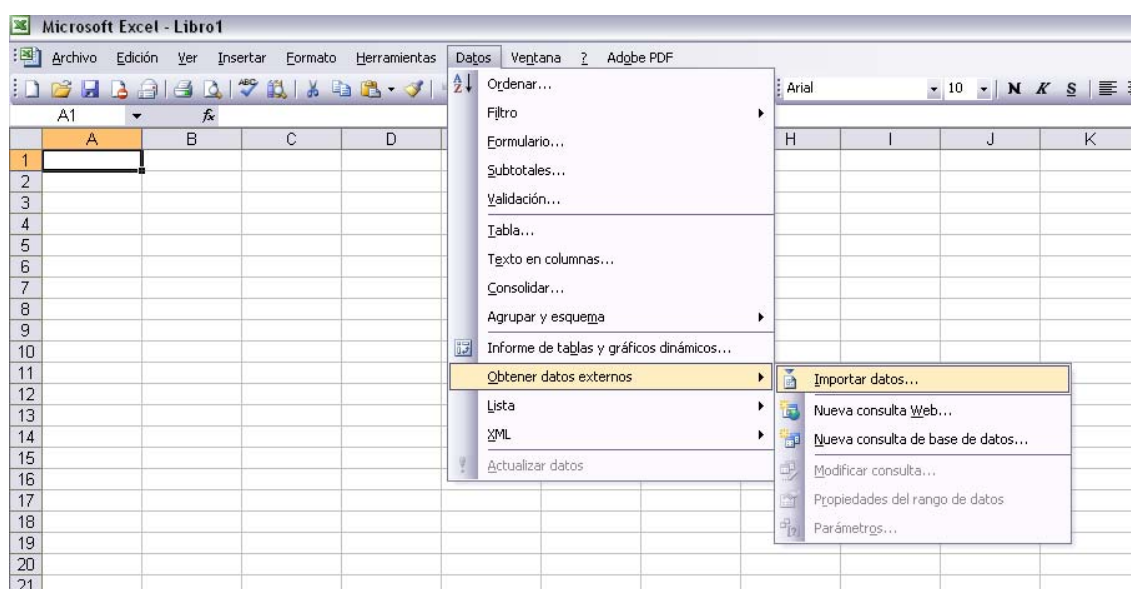 Microsoft Excel - Libro1
Archivo Edición Ver Insertar Formato Herramientas Datos Ventana ? Adobe PDF
Arial 10 N K S
A1 fx
A B C D H I J K
Ordenar...
Filtro
Formulario...
Subtotales...
Validación...
Tabla...
Texto en columnas...
Consolidar...
Agrupar y esquema
Informe de tablas y gráficos dinámicos...
Obtener datos externos
Lista
XML
Actualizar datos
Importar datos...
Nueva consulta Web...
Nueva consulta de base de datos...
Modificar consulta...
Propiedades del rango de datos
Parámetros...
1
2
3
4
5
6
7
8
9
10
11
12
13
14
15
16
17
18
19
20
21